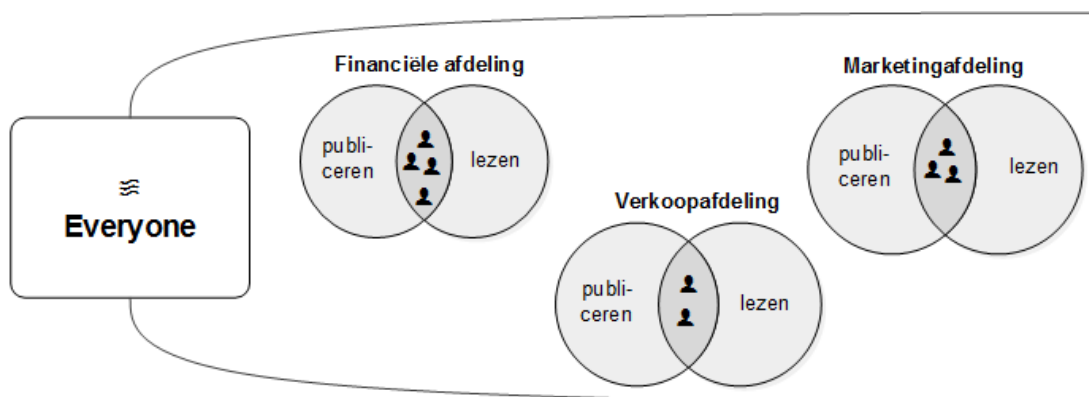 Everyone
Financiële afdeling
publi-
ceren
lezen
Verkoopafdeling
publi-
ceren
lezen
Marketingafdeling
publi-
ceren
lezen